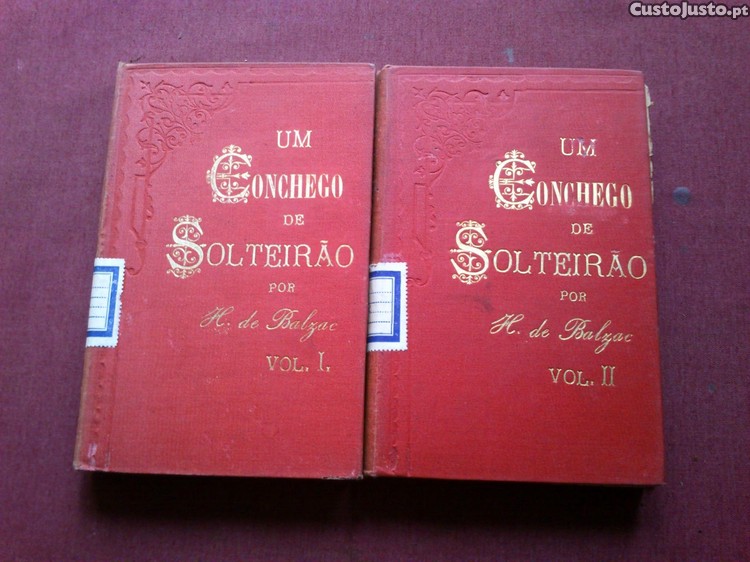 CustoJusto.pt
UM
CONCHEGO
DE
SOLTEIRÃO
POR
H. de Balzac
VOL. I.
UM
CONCHEGO
DE
SOLTEIRÃO
POR
H. de Balzac
VOL. II